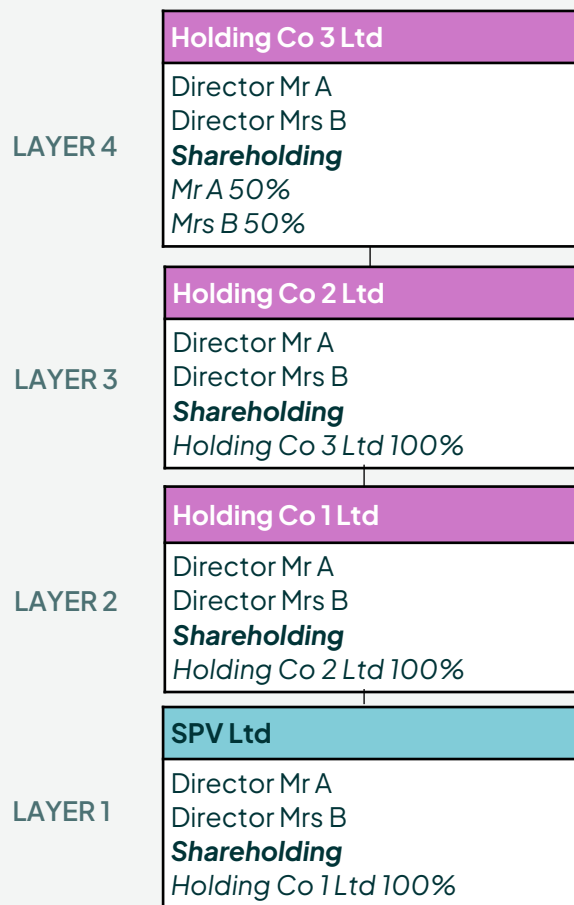 Holding Co 3 Ltd
LAYER 4
Director Mr A
Director Mrs B
Shareholding
Mr A 50%
Mrs B 50%
Holding Co 2 Ltd
LAYER 3
Director Mr A
Director Mrs B
Shareholding
Holding Co 3 Ltd 100%
Holding Co 1 Ltd
LAYER 2
Director Mr A
Director Mrs B
Shareholding
Holding Co 2 Ltd 100%
SPV Ltd
LAYER 1
Director Mr A
Director Mrs B
Shareholding
Holding Co 1 Ltd 100%